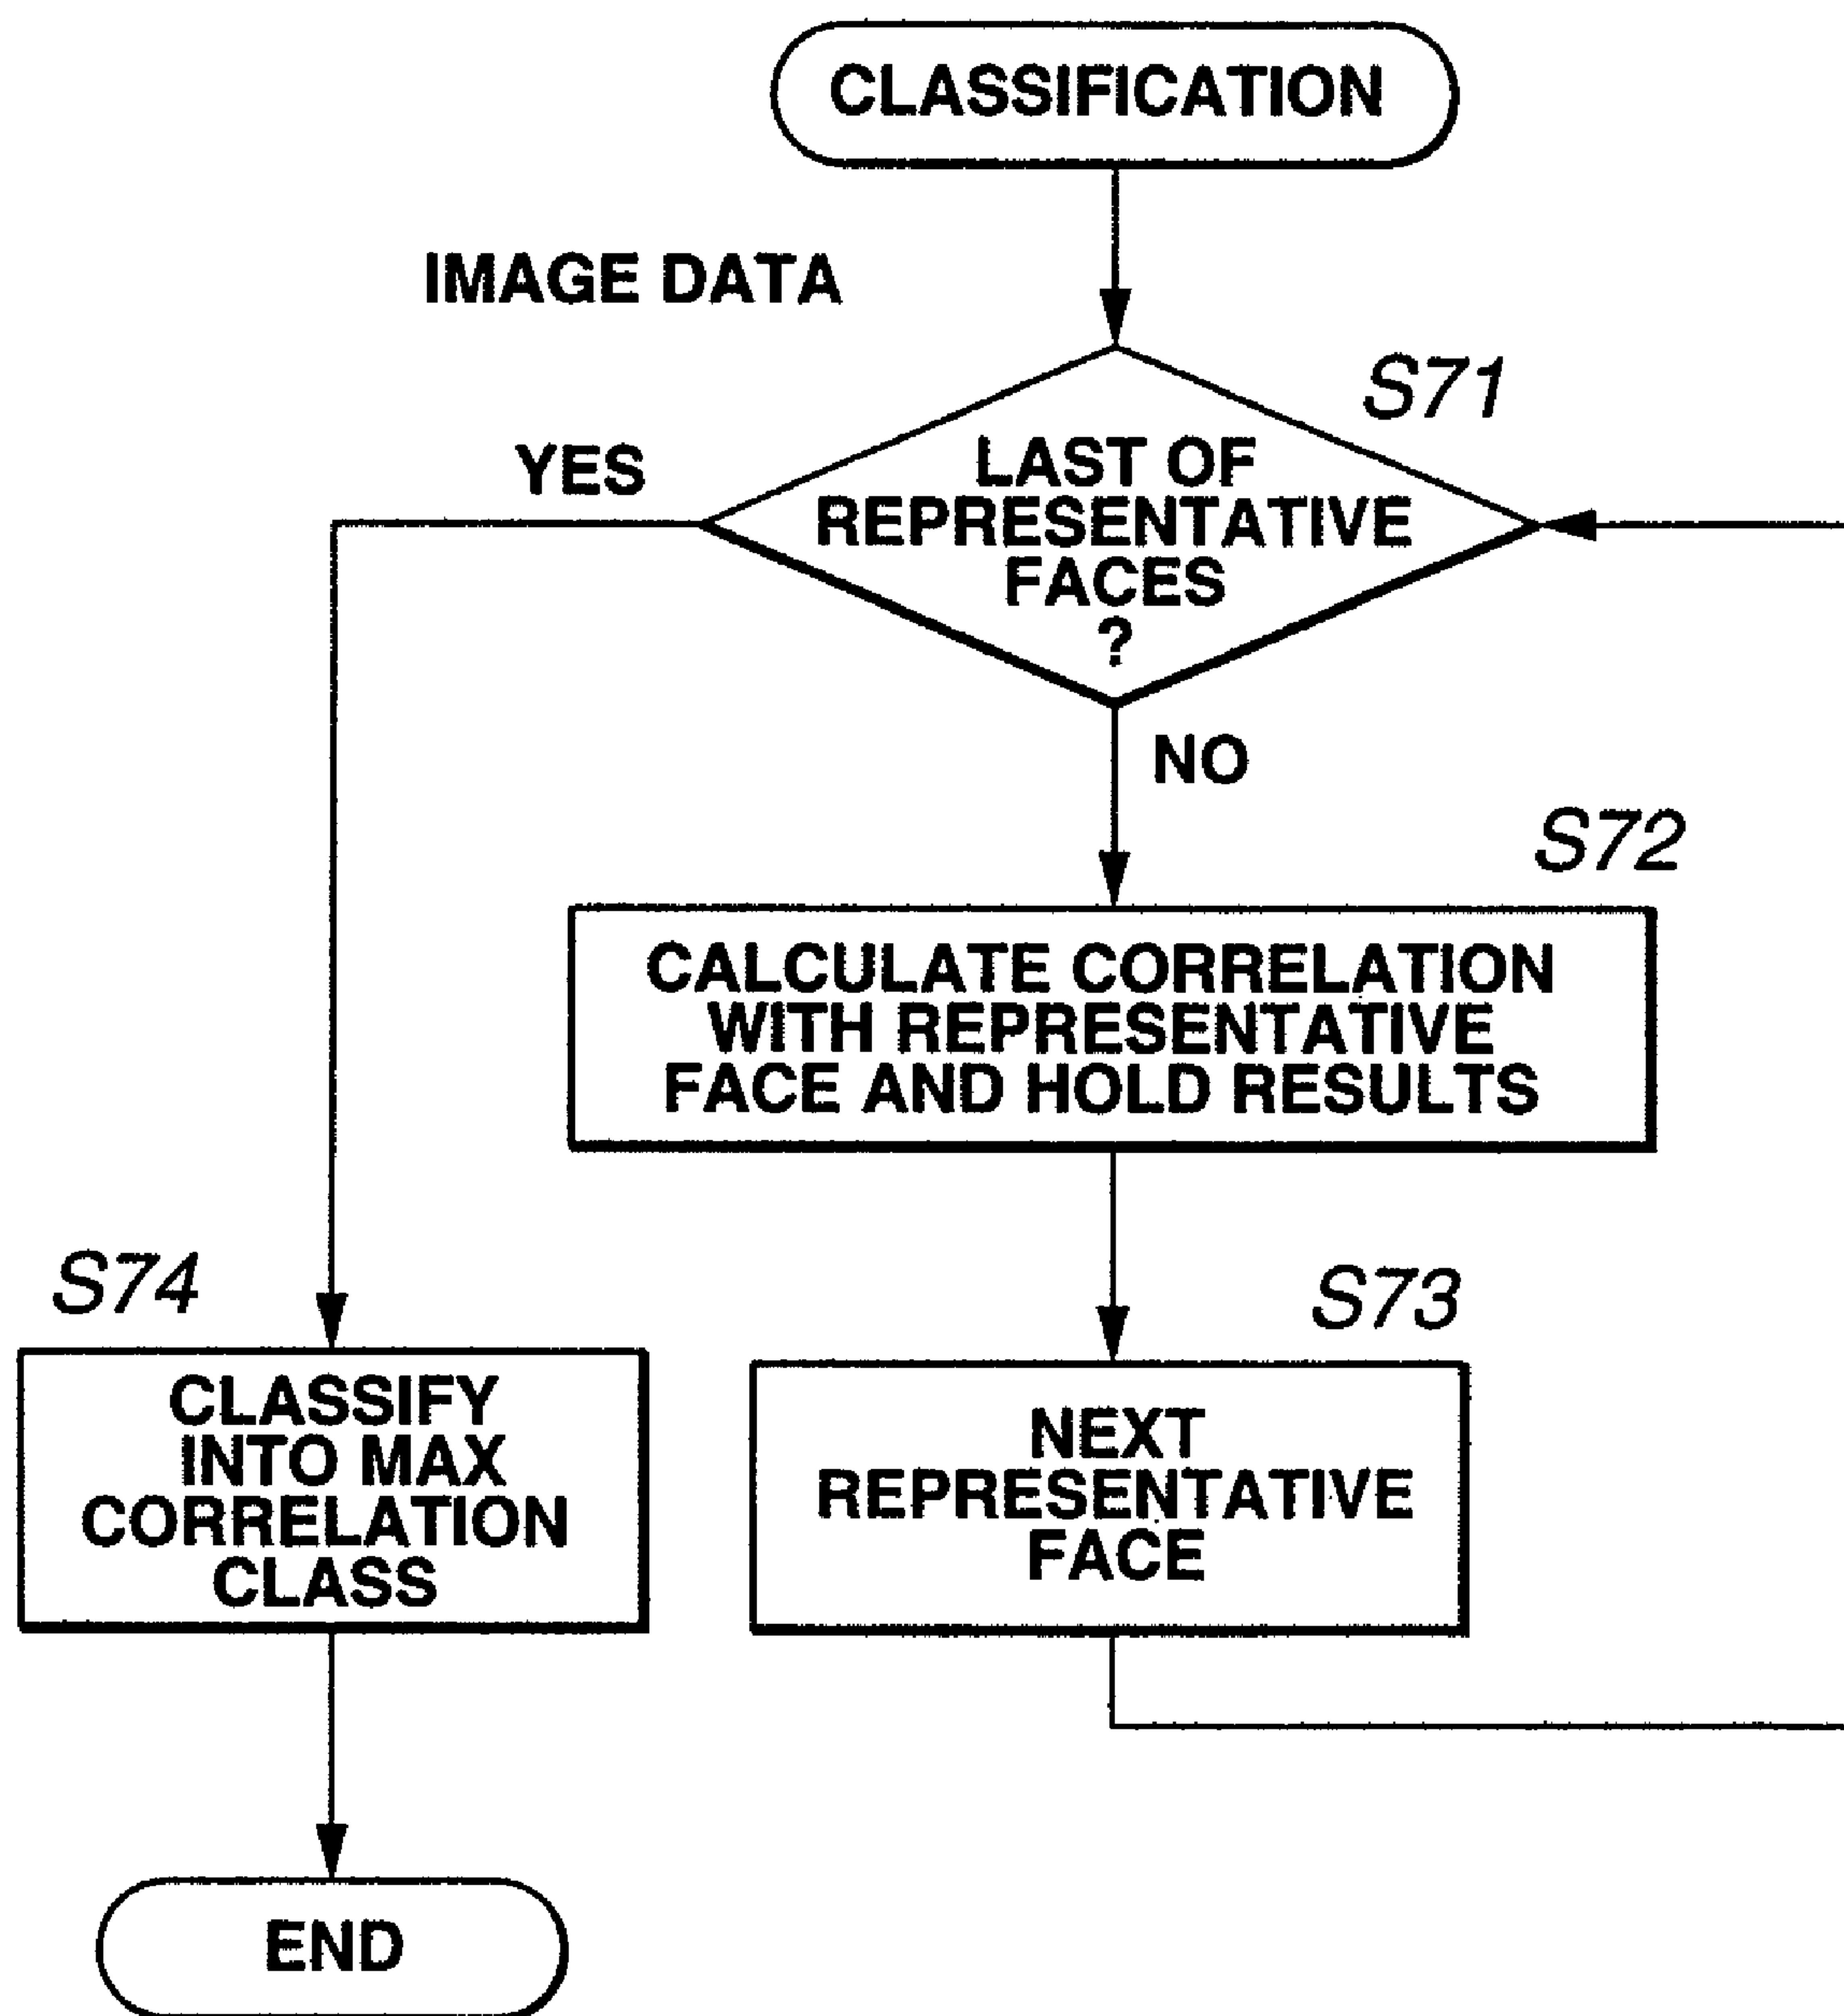 CLASSIFICATION
IMAGE DATA
S71
YES
LAST OF
REPRESENTATIVE
FACES
?
NO
S72
CALCULATE CORRELATION
WITH REPRESENTATIVE
FACE AND HOLD RESULTS
S74
S73
CLASSIFY
INTO MAX
CORRELATION
CLASS
NEXT
REPRESENTATIVE
FACE
END